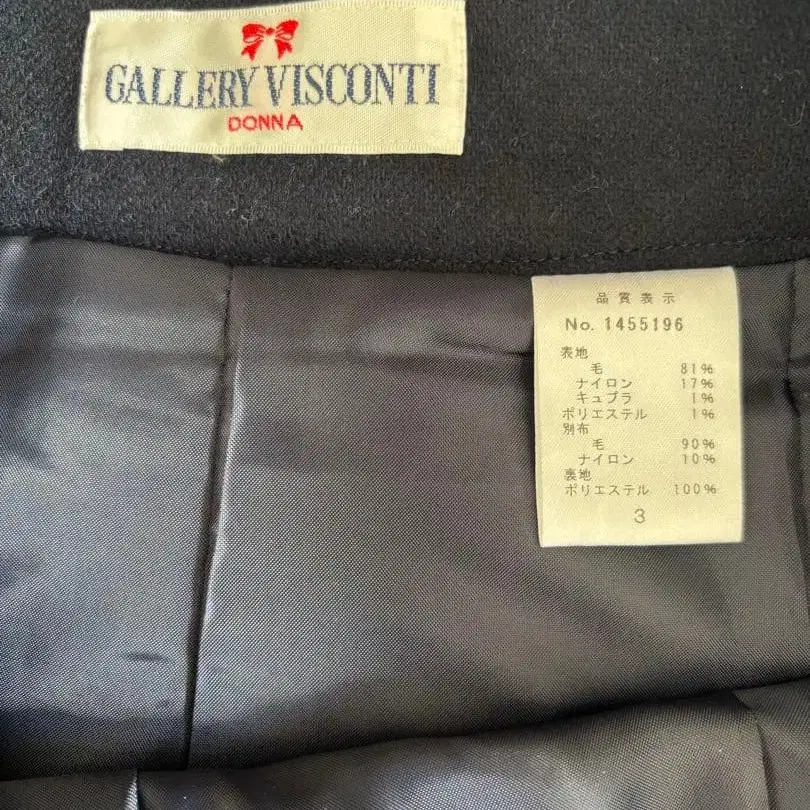 GALLERY VISCONTI
DONNA
品質表示
No. 1455196
表地
毛 81%
ナイロン 17%
キュプラ 1%
ポリエステル 1%
別布
毛 90%
ナイロン 10%
裏地
ポリエステル 100%
3